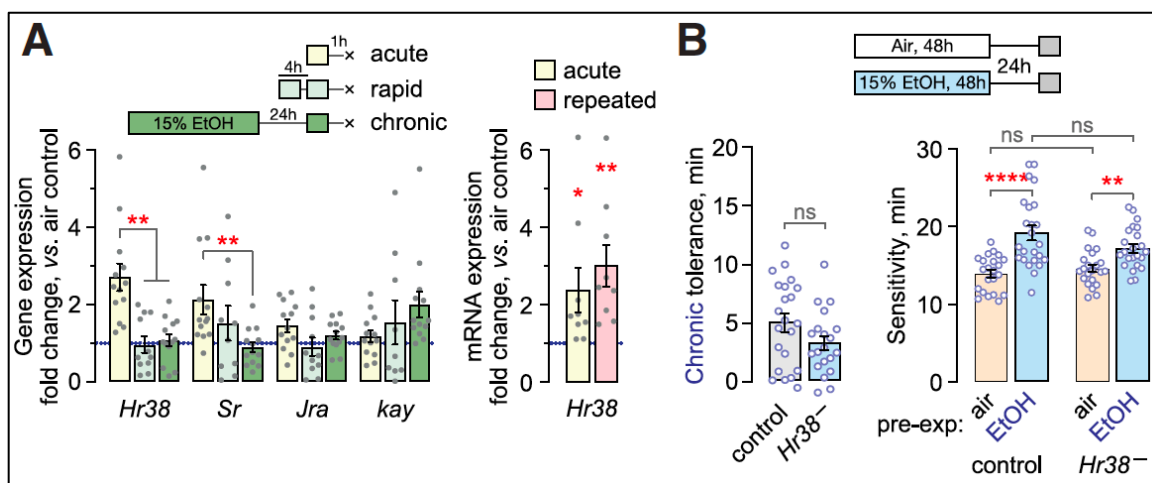 A
1h
acute
4h
rapid
15% EtOH
24h
chronic
Gene expression
fold change, vs. air control
6
4
2
0
**
**
Hr38
Sr
Jra
kay
acute
repeated
mRNA expression
fold change, vs. air control
6
4
2
0
*
**
Hr38
B
Air, 48h
24h
15% EtOH, 48h
Chronic tolerance, min
20
15
10
5
0
ns
control
Hr38–
Sensitivity, min
30
20
10
0
ns
ns
****
**
pre-exp:
air
EtOH
air
EtOH
control
Hr38–